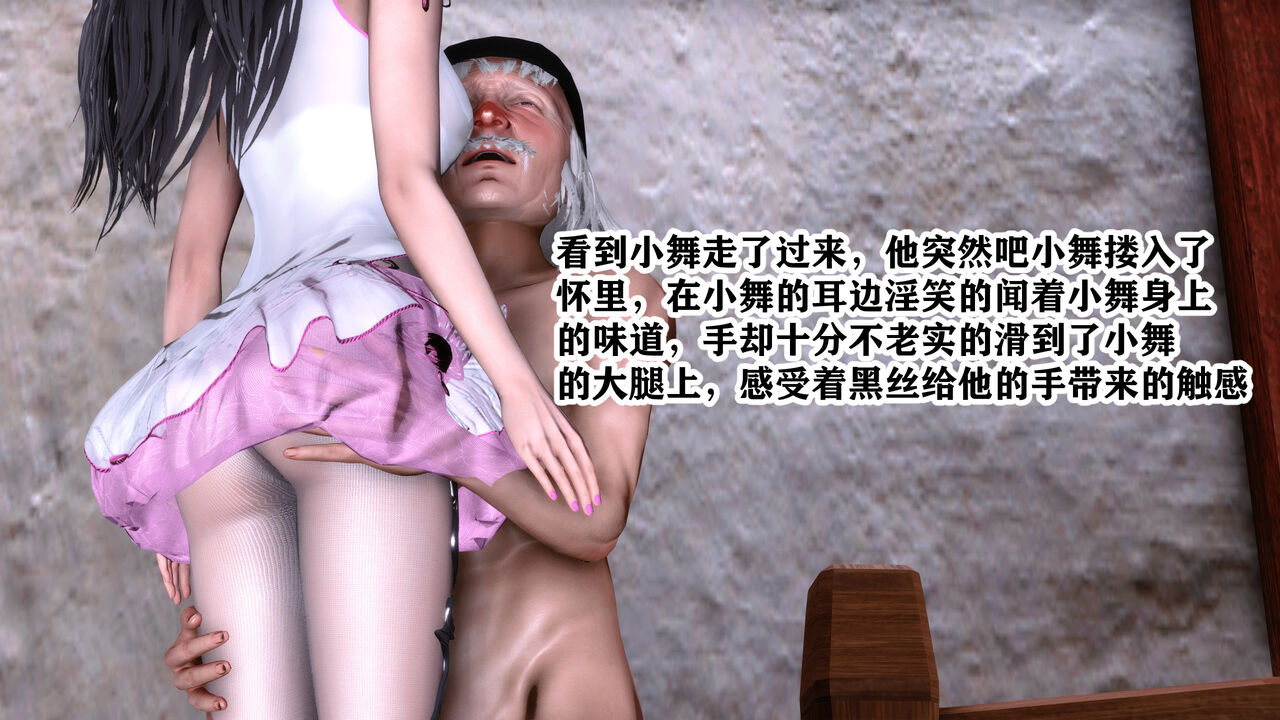 看到小舞走了过来，他突然吧小舞搂入了
怀里，在小舞的耳边淫笑的闻着小舞身上
的味道，手却十分不老实的滑到了小舞
的大腿上，感受着黑丝给他的手带来的触感